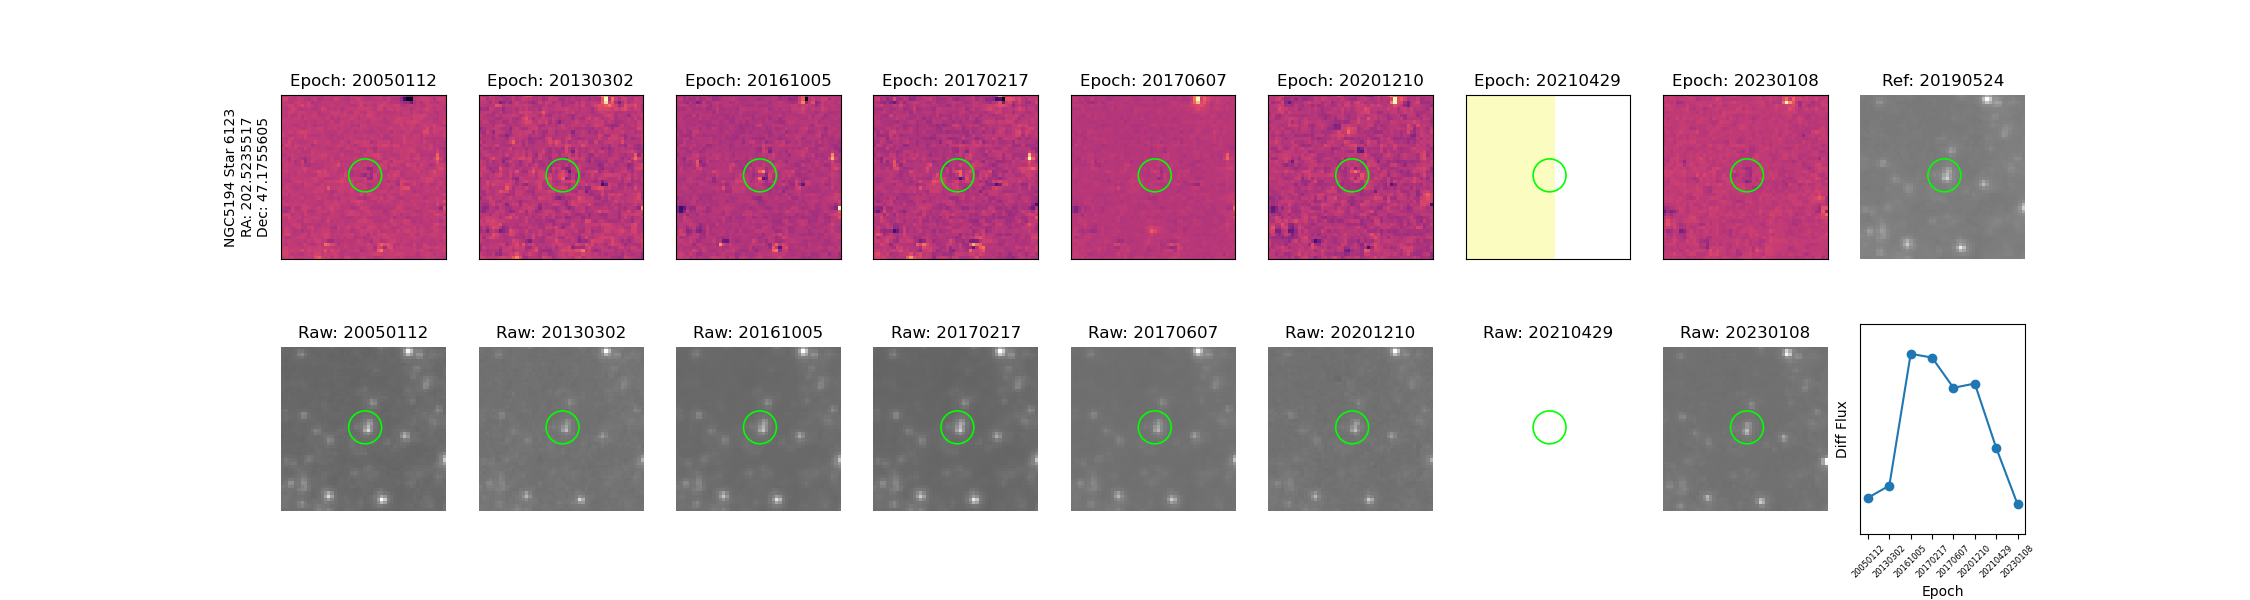 NGC5194 Star 6123
RA: 202.5235517
Dec: 47.1755605
Epoch: 20050112
Epoch: 20130302
Epoch: 20161005
Epoch: 20170217
Epoch: 20170607
Epoch: 20201210
Epoch: 20210429
Epoch: 20230108
Ref: 20190524
Raw: 20050112
Raw: 20130302
Raw: 20161005
Raw: 20170217
Raw: 20170607
Raw: 20201210
Raw: 20210429
Raw: 20230108
Diff Flux
20050112
20130302
20161005
20170217
20170607
20201210
20210429
20230108
Epoch